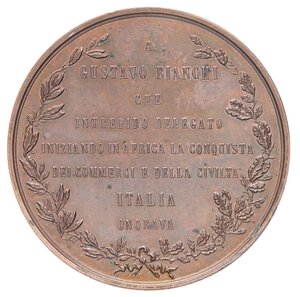 A
GUSTAVO BIANCHI
CHE
INTREPIDO DELEGATO
INIZIANDO IN AFRICA LA CONQUISTA
DEI COMMERCI E DELLA CIVILTÀ
ITALIA
ONORAVA